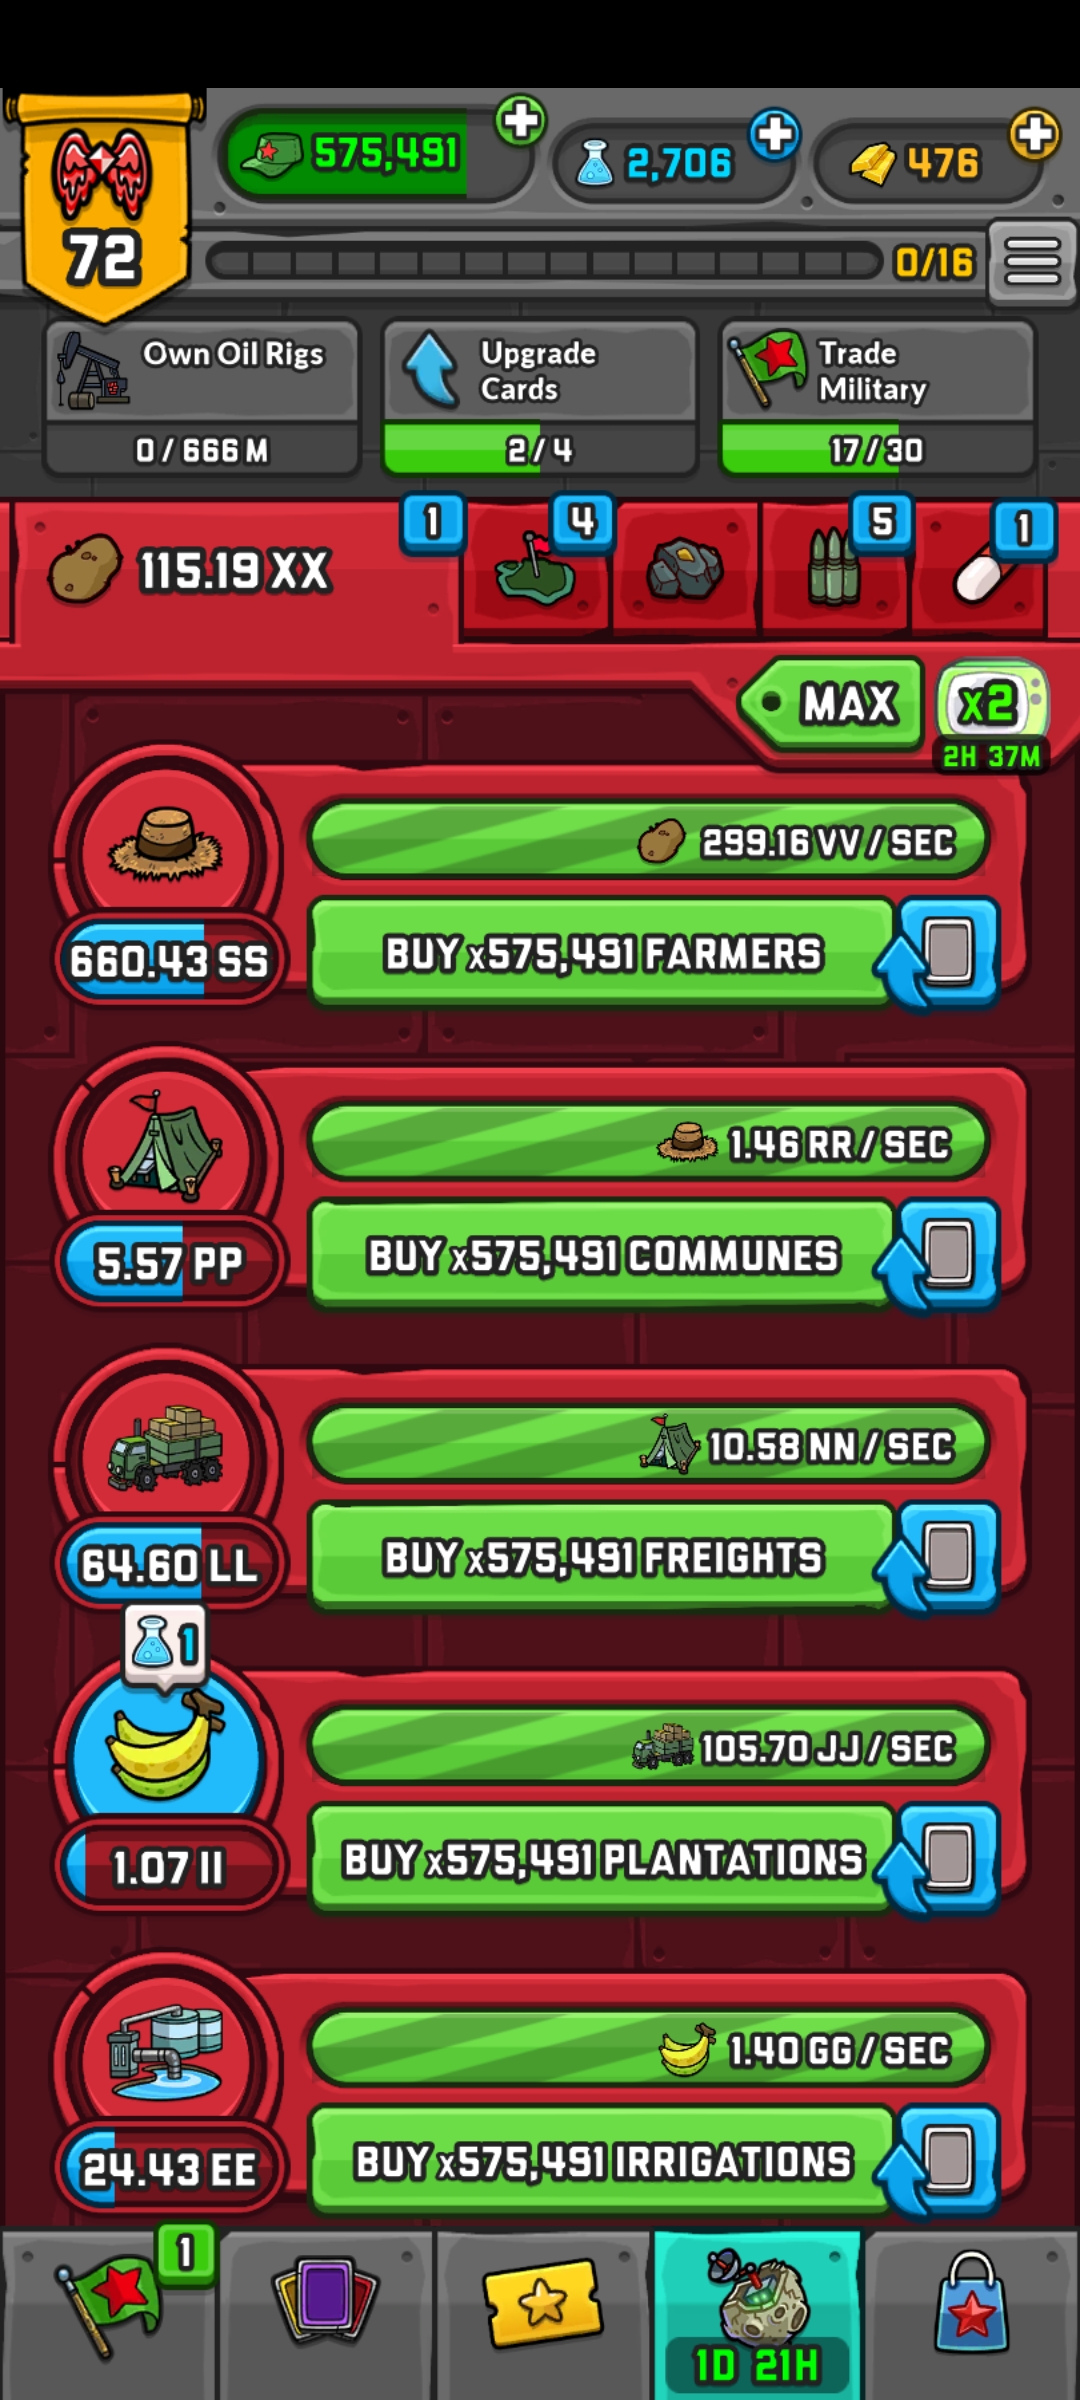 575,491
2,706
476
72
0/16
Own Oil Rigs
0 / 666 M
Upgrade
Cards
2 / 4
Trade
Military
17 / 30
115.19 XX
1
4
5
1
MAX
x2
2H 37M
299.16 VV / SEC
660.43 SS
BUY x575,491 FARMERS
1.46 RR / SEC
5.57 PP
BUY x575,491 COMMUNES
10.58 NN / SEC
64.60 LL
BUY x575,491 FREIGHTS
1
105.70 JJ / SEC
1.07 II
BUY x575,491 PLANTATIONS
1.40 GG / SEC
24.43 EE
BUY x575,491 IRRIGATIONS
1
1D 21H